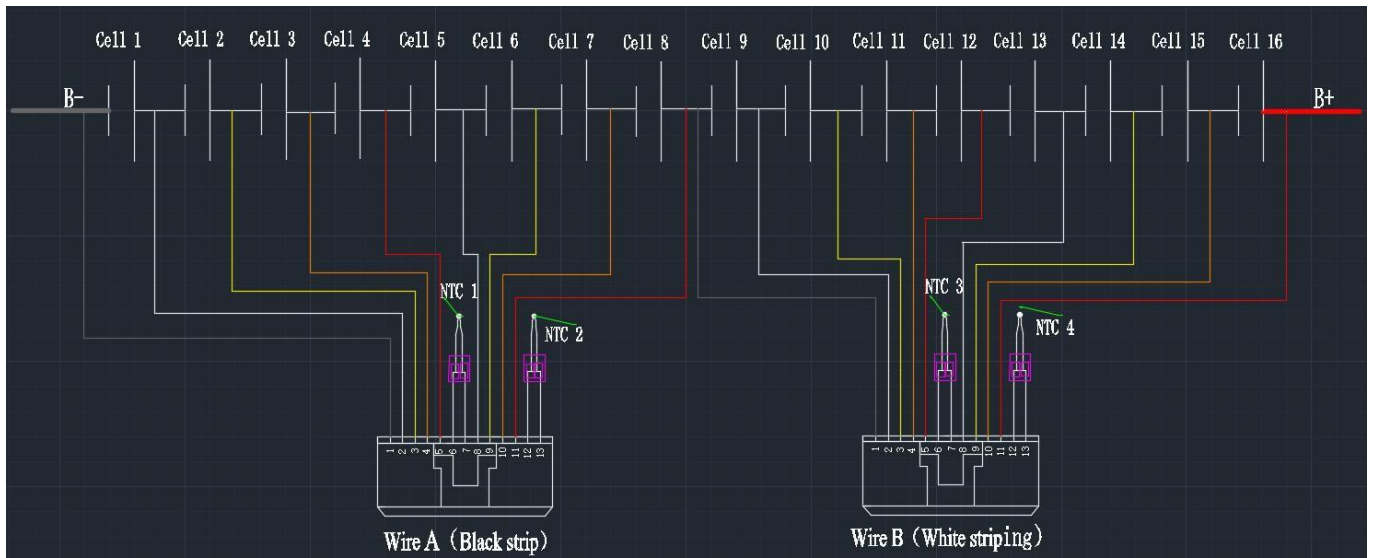 Cell 1 Cell 2 Cell 3 Cell 4 Cell 5 Cell 6 Cell 7 Cell 8 Cell 9 Cell 10 Cell 11 Cell 12 Cell 13 Cell 14 Cell 15 Cell 16
B- B+
NTC 1 NTC 3
NTC 2 NTC 4
1 2 3 4 5 6 7 8 9 10 11 12 13 1 2 3 4 5 6 7 8 9 10 11 12 13
Wire A (Black strip) Wire B (White striping)